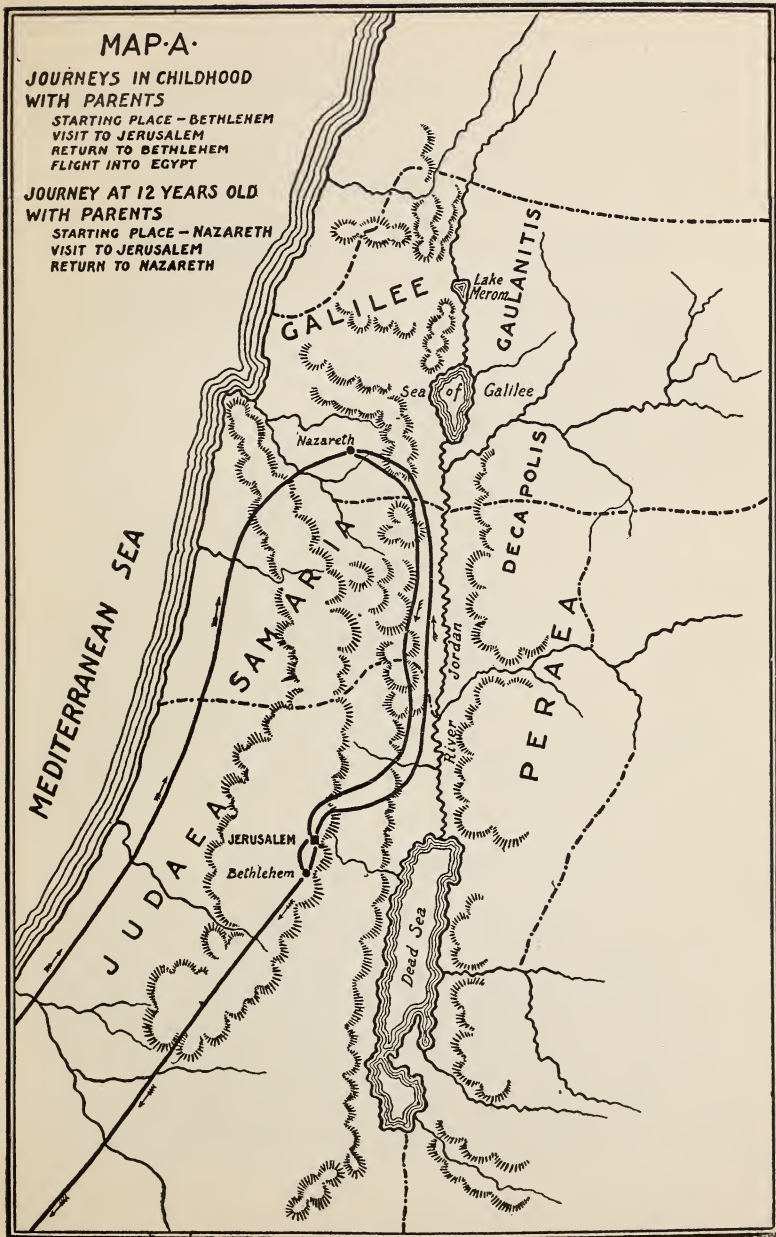 MAP·A·
JOURNEYS IN CHILDHOOD
WITH PARENTS
STARTING PLACE – BETHLEHEM
VISIT TO JERUSALEM
RETURN TO BETHLEHEM
FLIGHT INTO EGYPT
JOURNEY AT 12 YEARS OLD
WITH PARENTS
STARTING PLACE – NAZARETH
VISIT TO JERUSALEM
RETURN TO NAZARETH
GALILEE
Lake
Merom
GAULANITIS
Sea of Galilee
Nazareth
DECAPOLIS
SAMARIA
MEDITERRANEAN SEA
River Jordan
PERAEA
JUDAEA
JERUSALEM
Bethlehem
Dead Sea